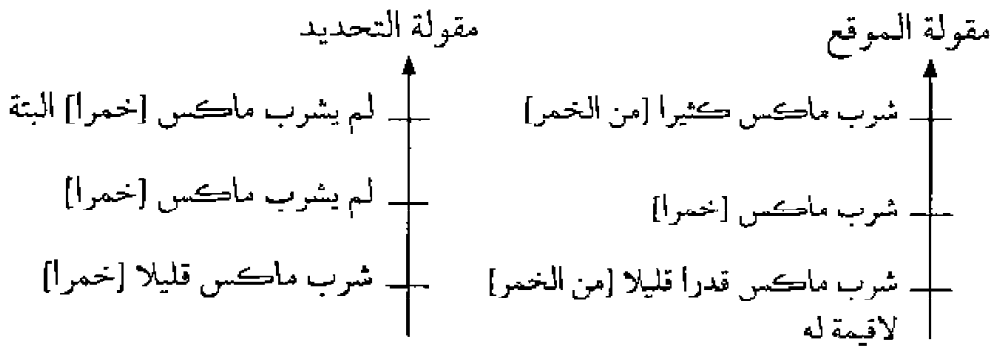 مقولة الموقع
شرب ماكس كثيرا [من الخمر]
شرب ماكس [خمرا]
شرب ماكس قدرا قليلا [من الخمر]
لاقيمة له
مقولة التحديد
لم يشرب ماكس [خمرا] البتة
لم يشرب ماكس [خمرا]
شرب ماكس قليلا [خمرا]